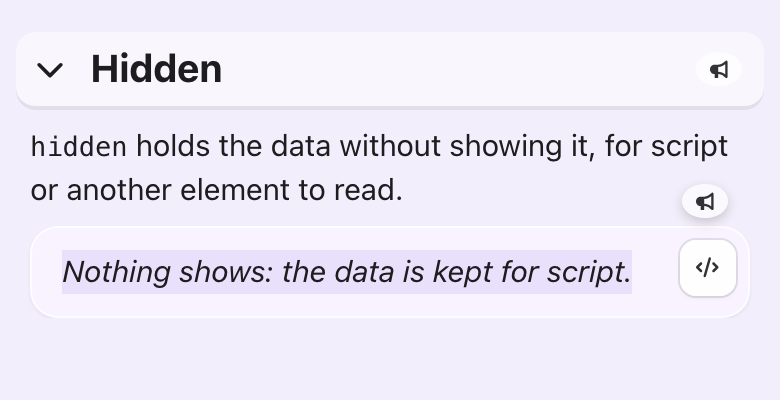 Hidden
hidden holds the data without showing it, for script
or another element to read.
Nothing shows: the data is kept for script.